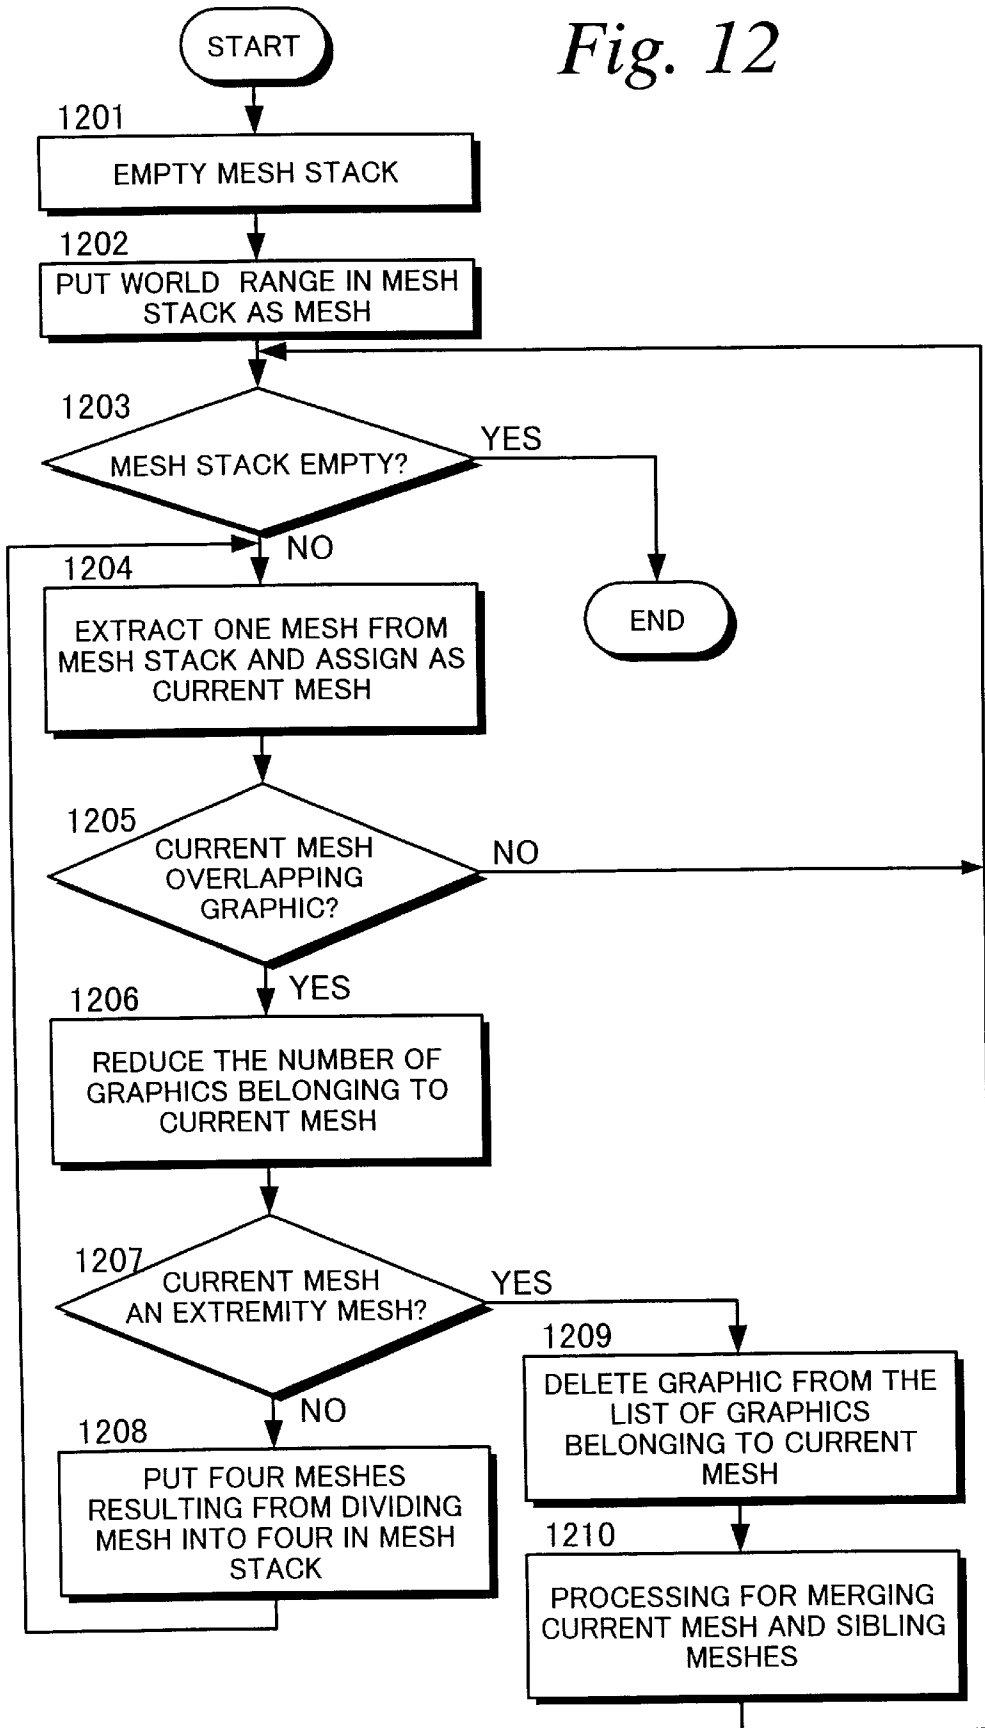 Fig. 12
START
1201
EMPTY MESH STACK
1202
PUT WORLD RANGE IN MESH
STACK AS MESH
1203
MESH STACK EMPTY?
YES
NO
END
1204
EXTRACT ONE MESH FROM
MESH STACK AND ASSIGN AS
CURRENT MESH
1205
CURRENT MESH
OVERLAPPING
GRAPHIC?
NO
YES
1206
REDUCE THE NUMBER OF
GRAPHICS BELONGING TO
CURRENT MESH
1207
CURRENT MESH
AN EXTREMITY MESH?
YES
NO
1208
PUT FOUR MESHES
RESULTING FROM DIVIDING
MESH INTO FOUR IN MESH
STACK
1209
DELETE GRAPHIC FROM THE
LIST OF GRAPHICS
BELONGING TO CURRENT
MESH
1210
PROCESSING FOR MERGING
CURRENT MESH AND SIBLING
MESHES